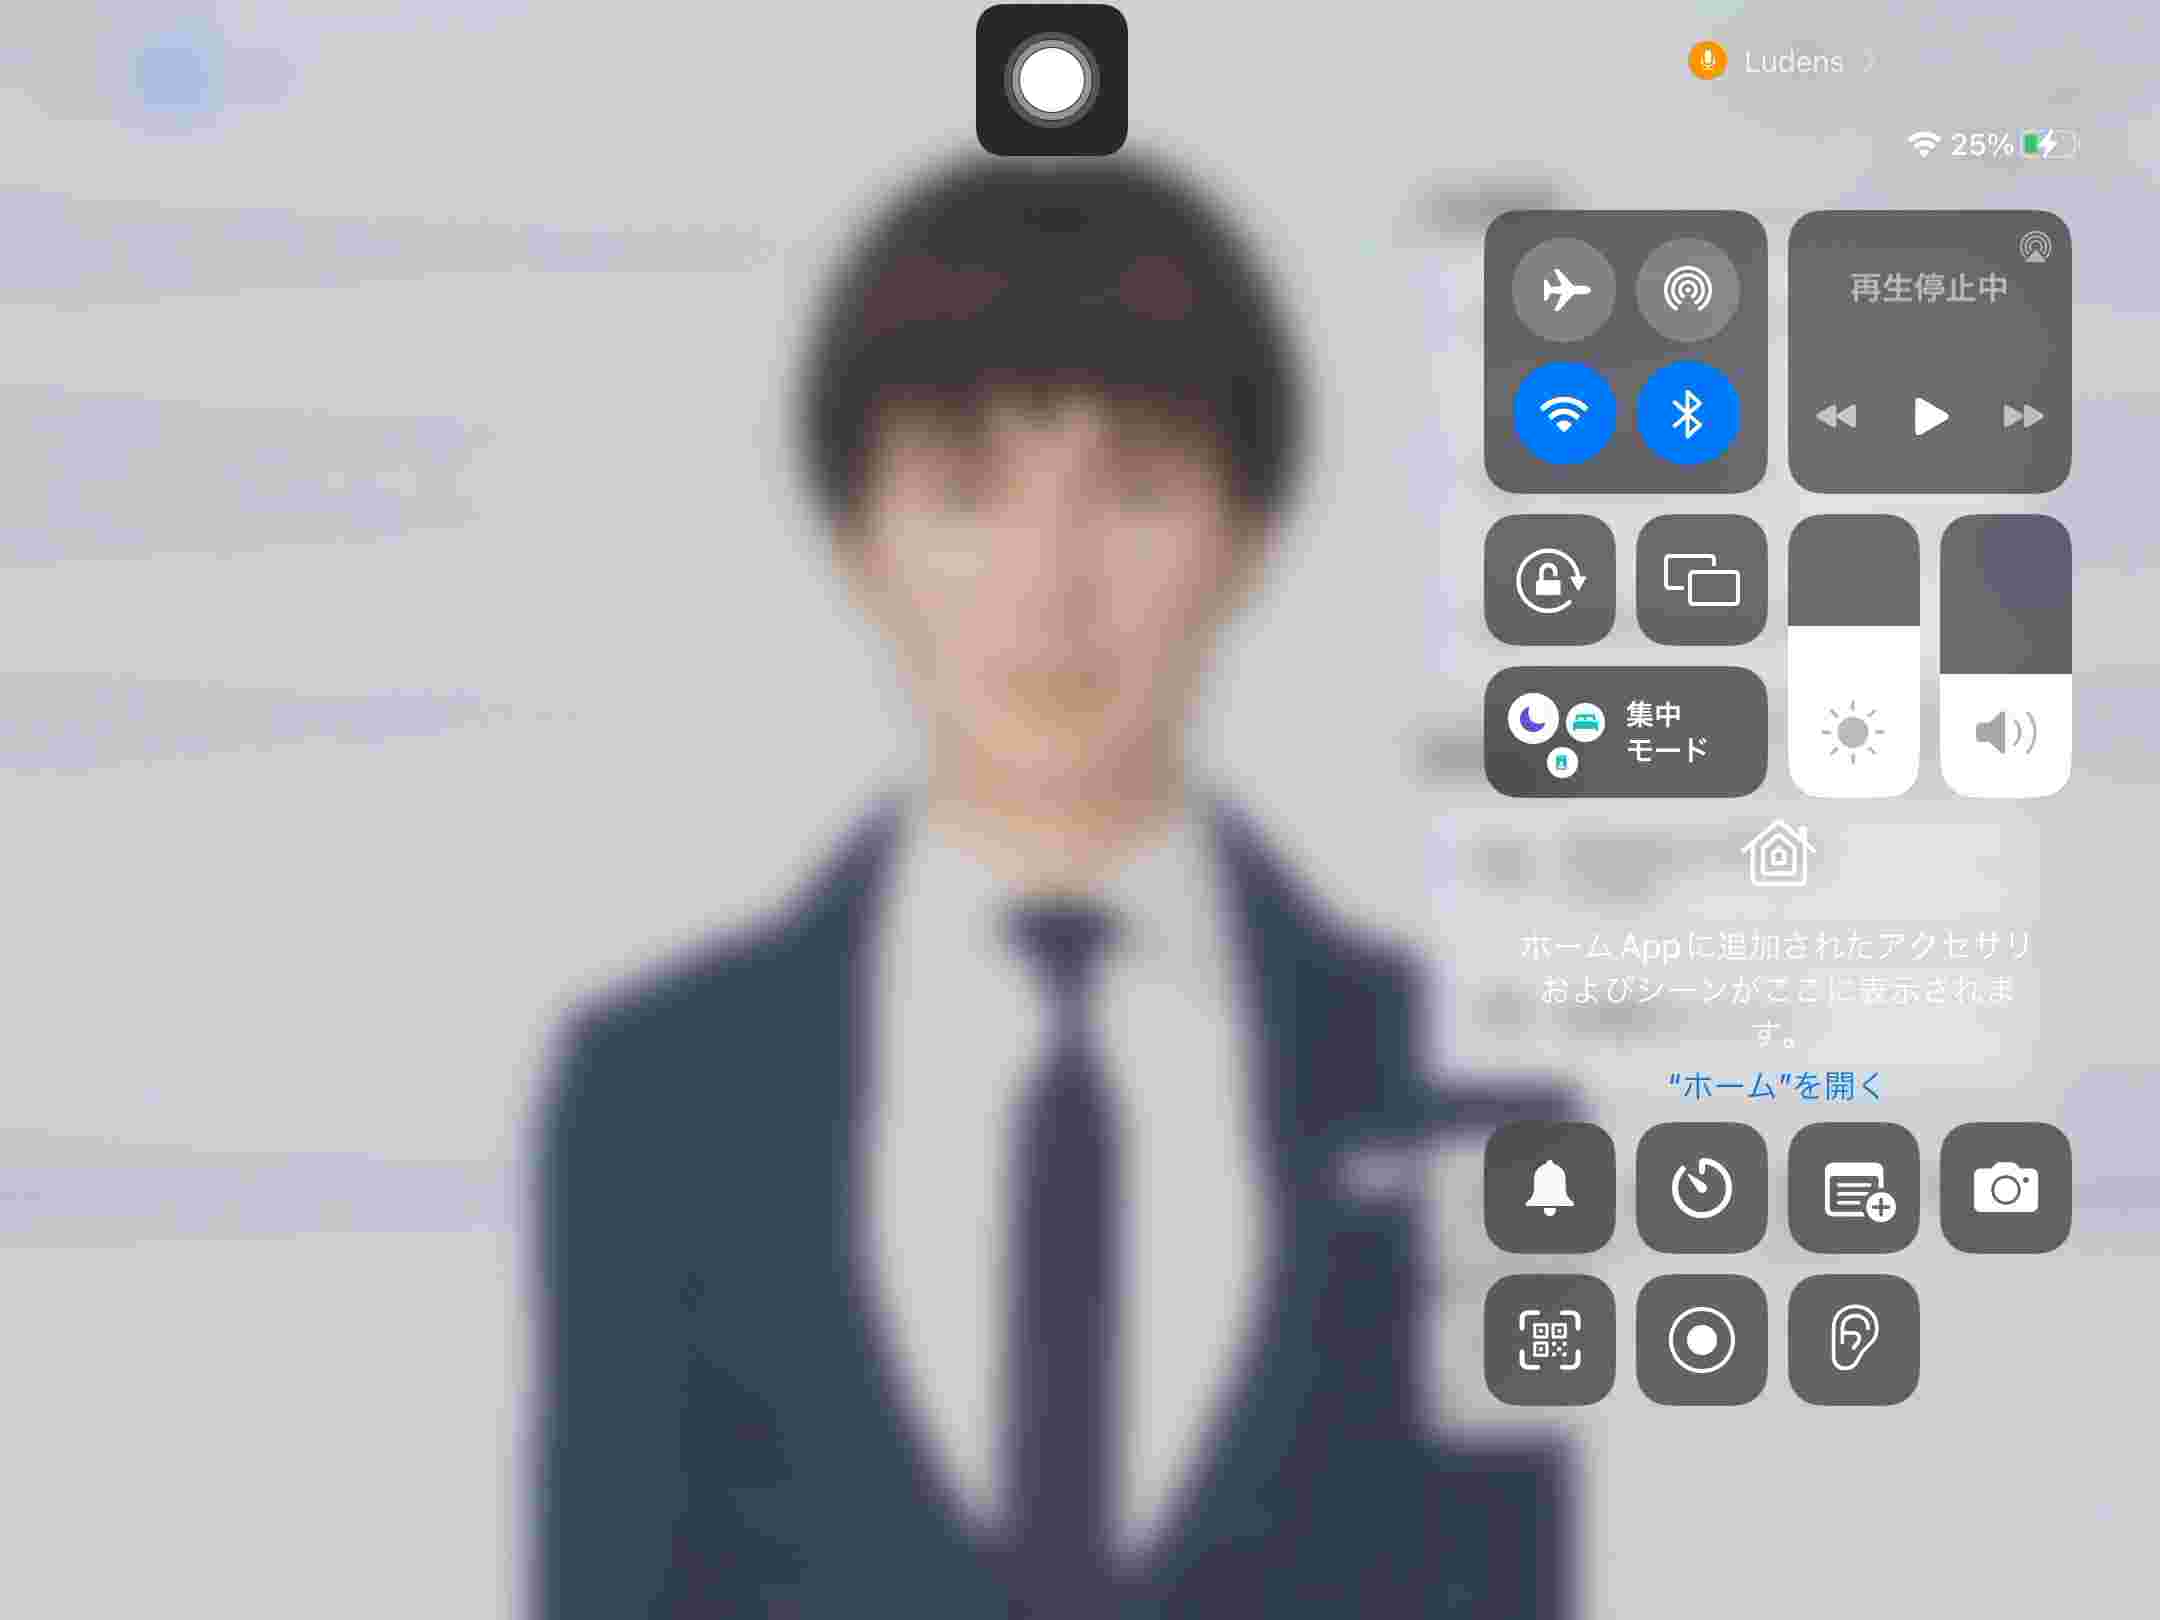 Ludens
25%
再生停止中
集中
モード
ホーム Appに追加されたアクセサリ
およびシーンがここに表示されま
す。
“ホーム”を開く